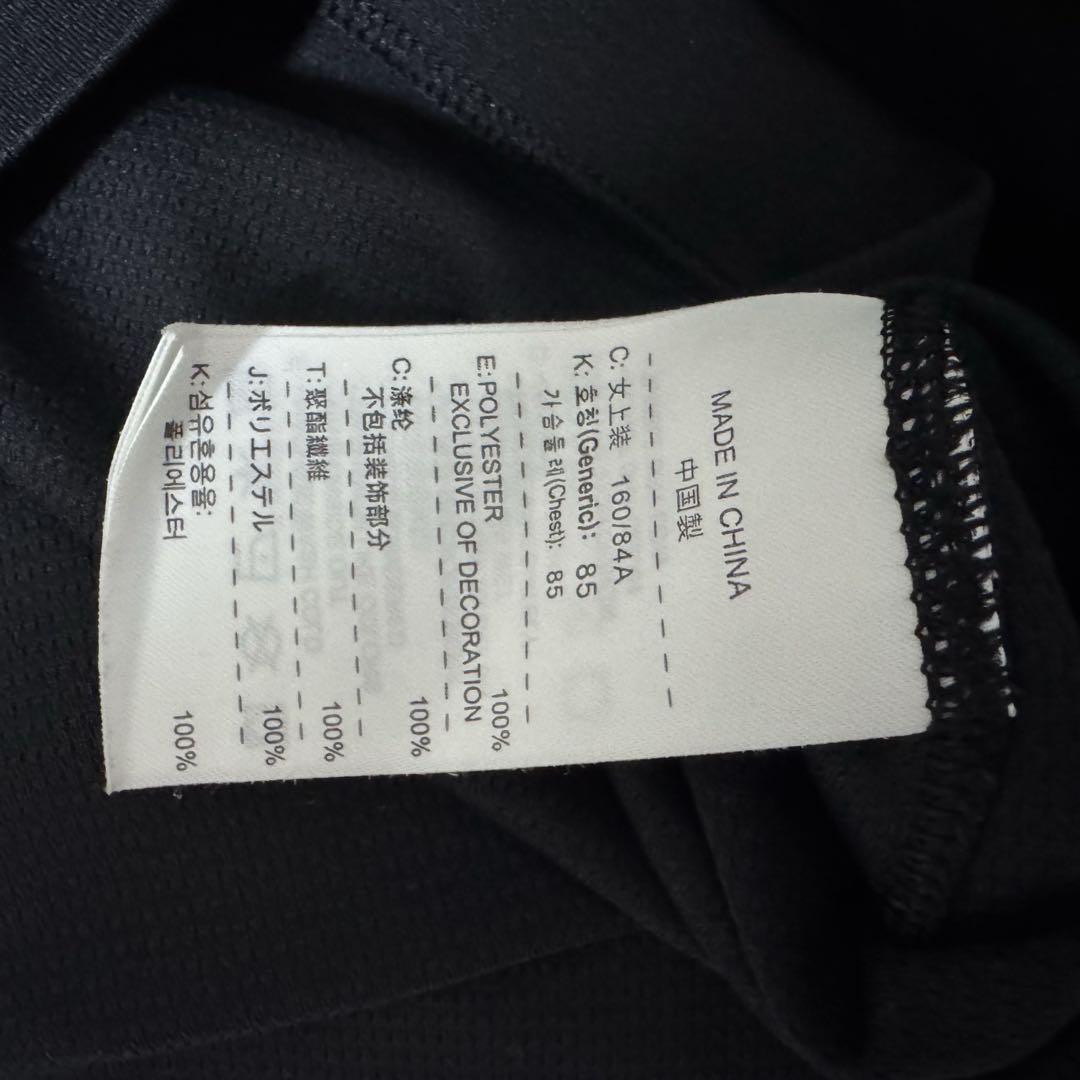 MADE IN CHINA
中国製
C: 女上装 160/84A
K: 호칭(Generic): 85
가슴둘레(Chest): 85
E:POLYESTER 100%
EXCLUSIVE OF DECORATION
C:涤纶 100%
不包括装饰部分
T:聚酯纖維 100%
J:ポリエステル 100%
K:섬유혼용율:
폴리에스터 100%